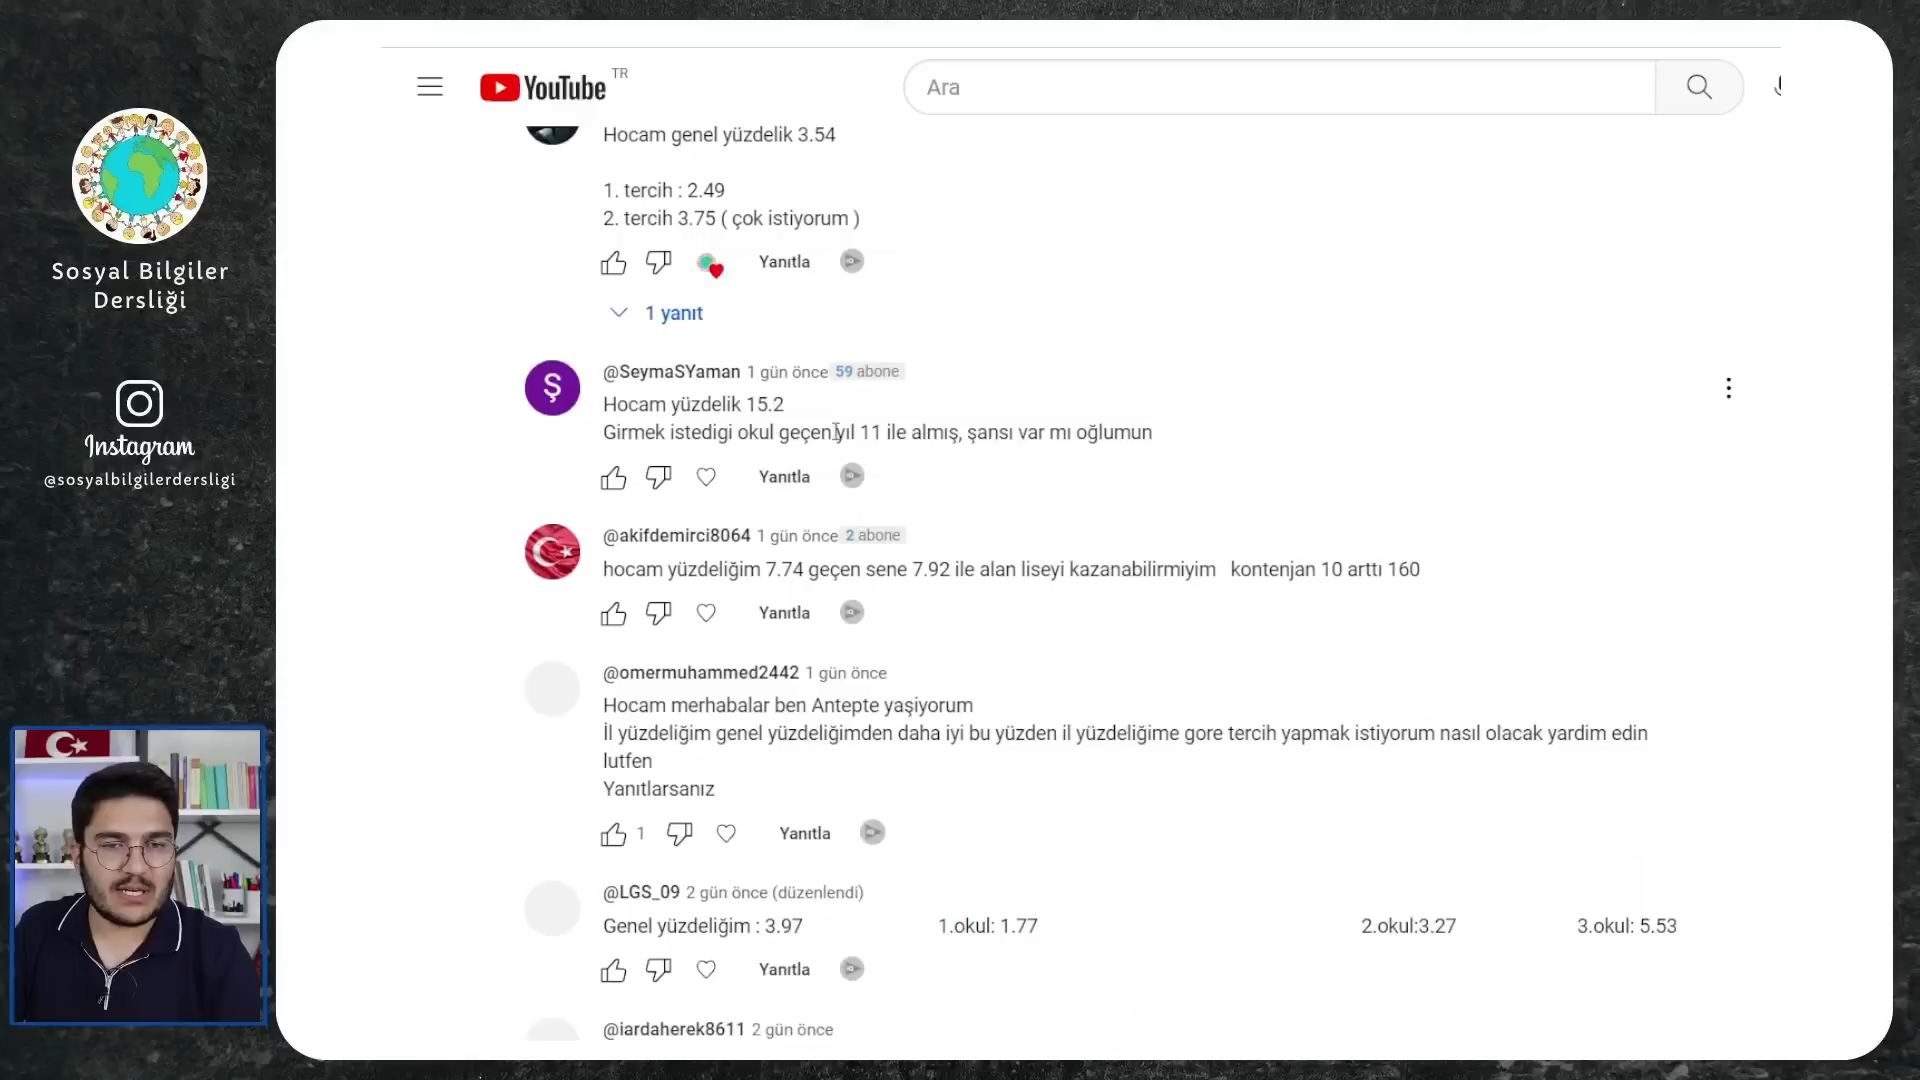 Sosyal Bilgiler
Dersliği
Instagram
@sosyalbilgilerdersligi
YouTube TR
Ara
Hocam genel yüzdelik 3.54
1. tercih : 2.49
2. tercih 3.75 ( çok istiyorum )
Yanıtla
1 yanıt
Ş
@SeymaSYaman 1 gün önce 59 abone
Hocam yüzdelik 15.2
Girmek istedigi okul geçen yıl 11 ile almış, şansı var mı oğlumun
Yanıtla
@akifdemirci8064 1 gün önce 2 abone
hocam yüzdeliğim 7.74 geçen sene 7.92 ile alan liseyi kazanabilirmiyim kontenjan 10 arttı 160
Yanıtla
@omermuhammed2442 1 gün önce
Hocam merhabalar ben Antepte yaşiyorum
İl yüzdeliğim genel yüzdeliğimden daha iyi bu yüzden il yüzdeliğime gore tercih yapmak istiyorum nasıl olacak yardim edin
lutfen
Yanıtlarsanız
1 Yanıtla
@LGS_09 2 gün önce (düzenlendi)
Genel yüzdeliğim : 3.97 1.okul: 1.77 2.okul:3.27 3.okul: 5.53
Yanıtla
@iardaherek8611 2 gün önce